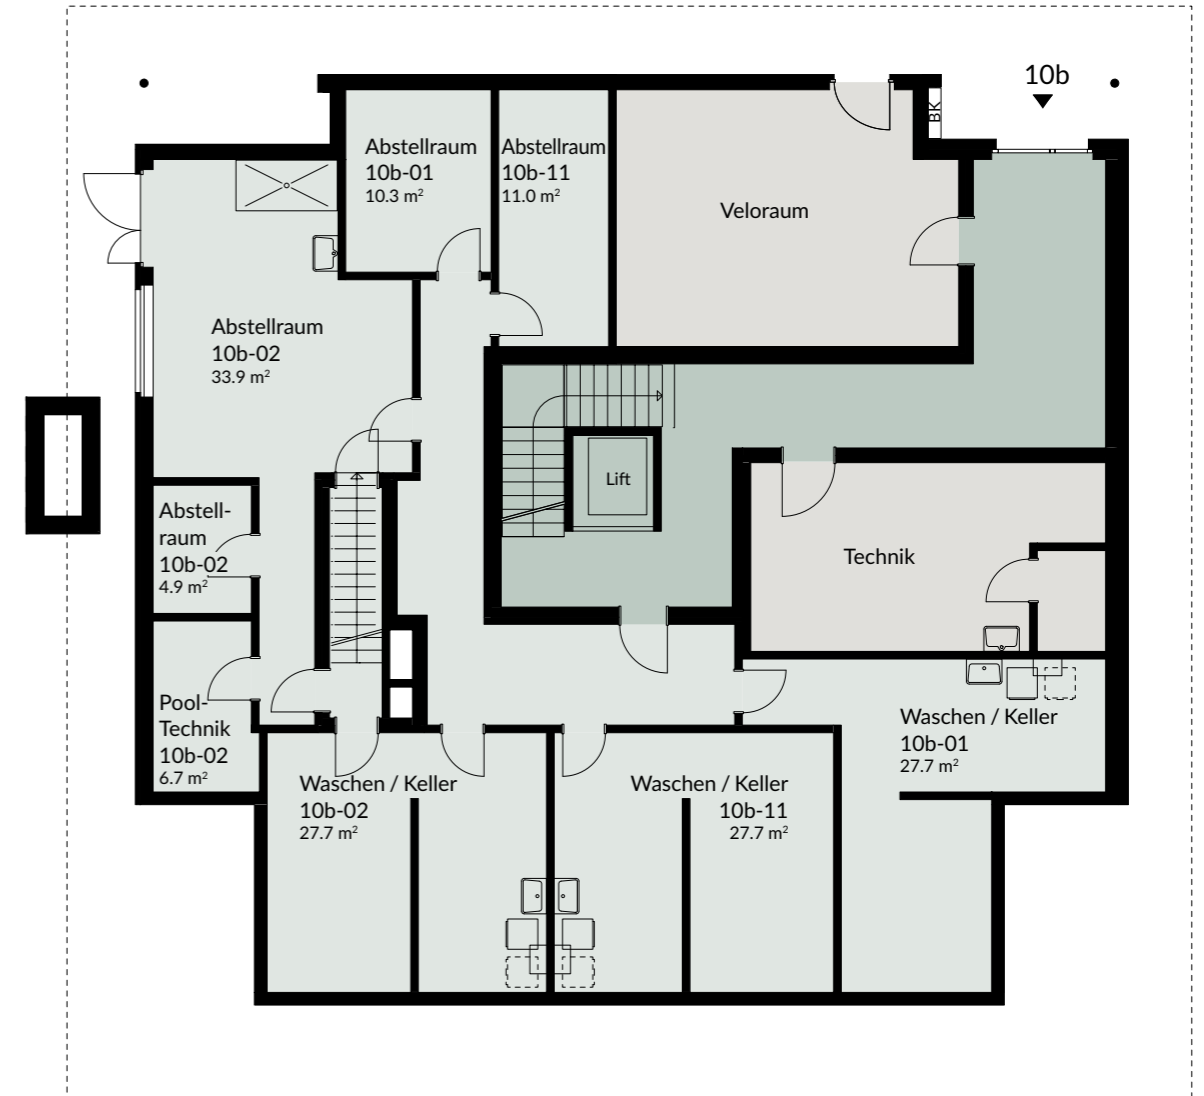 10b
BK
Abstellraum
10b-01
10.3 m²
Abstellraum
10b-11
11.0 m²
Veloraum
Abstellraum
10b-02
33.9 m²
Lift
Abstell-
raum
10b-02
4.9 m²
Technik
Pool-
Technik
10b-02
6.7 m²
Waschen / Keller
10b-01
27.7 m²
Waschen / Keller
10b-02
27.7 m²
Waschen / Keller
10b-11
27.7 m²